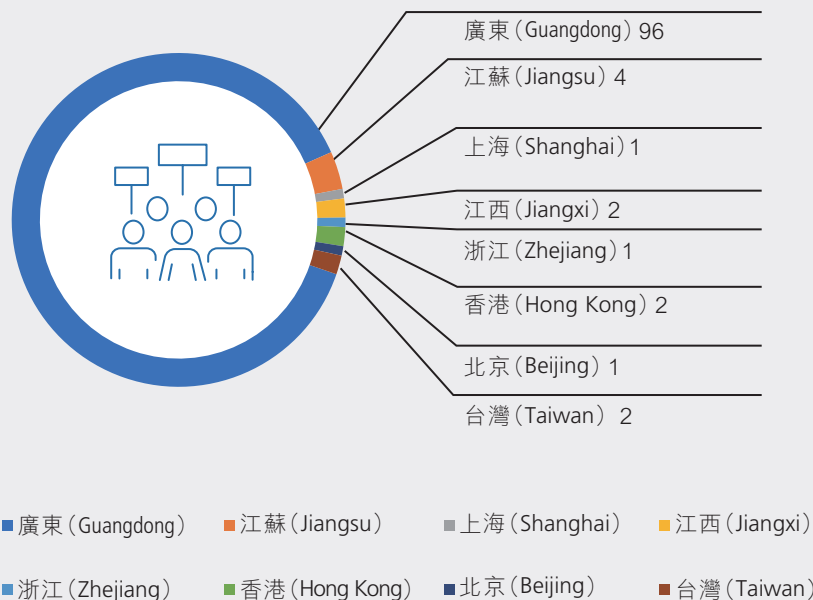 廣東（Guangdong）96
江蘇（Jiangsu）4
上海（Shanghai）1
江西（Jiangxi）2
浙江（Zhejiang）1
香港（Hong Kong）2
北京（Beijing）1
台灣（Taiwan） 2
廣東（Guangdong） 江蘇（Jiangsu） 上海（Shanghai） 江西（Jiangxi）
浙江（Zhejiang） 香港（Hong Kong） 北京（Beijing） 台灣（Taiwan）